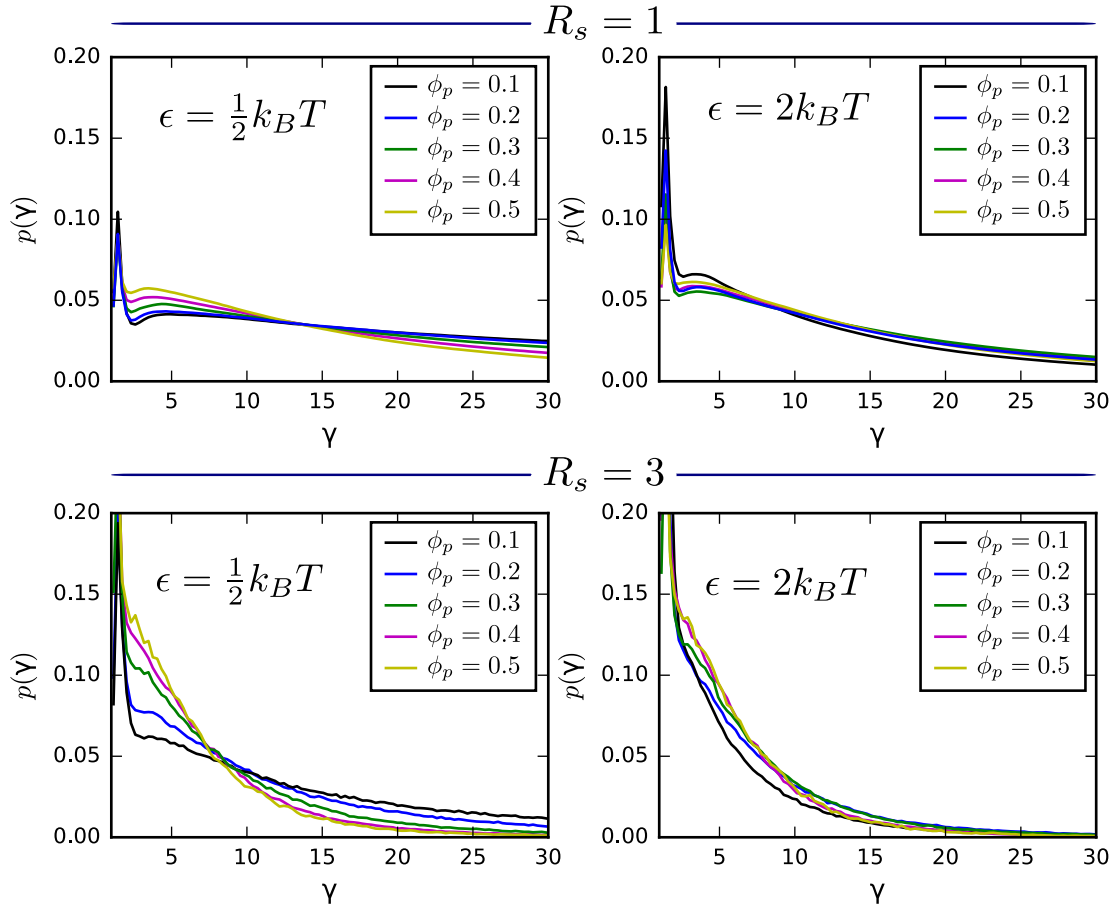 R_s = 1
0.20
0.15
0.10
0.05
0.00
p(γ)
5 10 15 20 25 30
γ
ϵ = 1/2 k_B T
ϕ_p = 0.1
ϕ_p = 0.2
ϕ_p = 0.3
ϕ_p = 0.4
ϕ_p = 0.5
0.20
0.15
0.10
0.05
0.00
p(γ)
5 10 15 20 25 30
γ
ϵ = 2k_B T
ϕ_p = 0.1
ϕ_p = 0.2
ϕ_p = 0.3
ϕ_p = 0.4
ϕ_p = 0.5
R_s = 3
0.20
0.15
0.10
0.05
0.00
p(γ)
5 10 15 20 25 30
γ
ϵ = 1/2 k_B T
ϕ_p = 0.1
ϕ_p = 0.2
ϕ_p = 0.3
ϕ_p = 0.4
ϕ_p = 0.5
0.20
0.15
0.10
0.05
0.00
p(γ)
5 10 15 20 25 30
γ
ϵ = 2k_B T
ϕ_p = 0.1
ϕ_p = 0.2
ϕ_p = 0.3
ϕ_p = 0.4
ϕ_p = 0.5